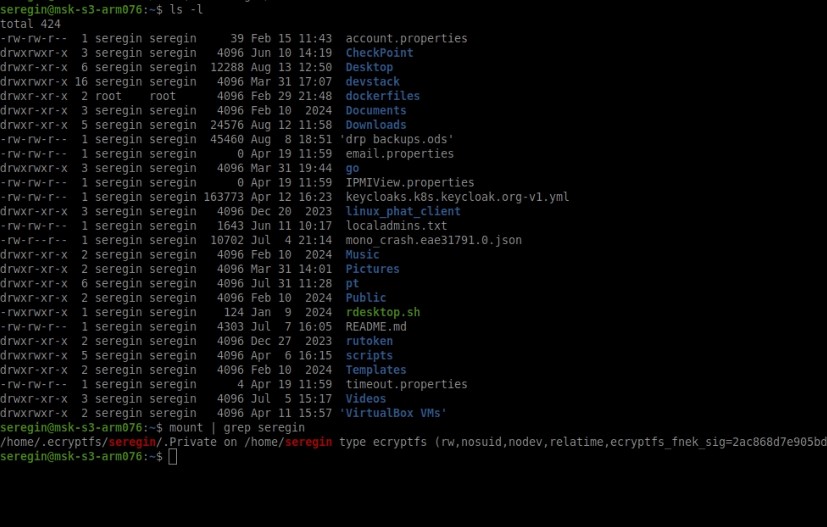 seregin@msk-s3-arm076:~$ ls -l
total 424
-rw-rw-r-- 1 seregin seregin 39 Feb 15 11:43 account.properties
drwxrwxr-x 3 seregin seregin 4096 Jun 10 14:19 CheckPoint
drwxr-xr-x 6 seregin seregin 12288 Aug 13 12:50 Desktop
drwxrwxr-x 16 seregin seregin 4096 Mar 31 17:07 devstack
drwxr-xr-x 2 root root 4096 Feb 29 21:48 dockerfiles
drwxr-xr-x 3 seregin seregin 4096 Feb 10 2024 Documents
drwxr-xr-x 5 seregin seregin 24576 Aug 12 11:58 Downloads
-rw-rw-r-- 1 seregin seregin 45460 Aug 8 18:51 'drp backups.ods'
-rw-rw-r-- 1 seregin seregin 0 Apr 19 11:59 email.properties
drwxrwxr-x 3 seregin seregin 4096 Mar 31 19:44 go
-rw-rw-r-- 1 seregin seregin 0 Apr 19 11:59 IPMIView.properties
-rw-rw-r-- 1 seregin seregin 163773 Apr 12 16:23 keycloaks.k8s.keycloak.org-v1.yml
drwxr-xr-x 3 seregin seregin 4096 Dec 20 2023 linux_phat_client
-rw-rw-r-- 1 seregin seregin 1643 Jun 11 10:17 localadmins.txt
-rw-r--r-- 1 seregin seregin 10702 Jul 4 21:14 mono_crash.eae31791.0.json
drwxr-xr-x 2 seregin seregin 4096 Feb 10 2024 Music
drwxr-xr-x 2 seregin seregin 4096 Mar 31 14:01 Pictures
drwxr-xr-x 6 seregin seregin 4096 Jul 31 11:28 pt
drwxr-xr-x 2 seregin seregin 4096 Feb 10 2024 Public
-rwxrwxr-x 1 seregin seregin 124 Jan 9 2024 rdesktop.sh
-rw-rw-r-- 1 seregin seregin 4303 Jul 7 16:05 README.md
drwxrwxr-x 2 seregin seregin 4096 Dec 27 2023 rutoken
drwxrwxr-x 5 seregin seregin 4096 Apr 6 16:15 scripts
drwxr-xr-x 2 seregin seregin 4096 Feb 10 2024 Templates
-rw-rw-r-- 1 seregin seregin 4 Apr 19 11:59 timeout.properties
drwxr-xr-x 3 seregin seregin 4096 Jul 5 15:17 Videos
drwxrwxr-x 2 seregin seregin 4096 Apr 11 15:57 'VirtualBox VMs'
seregin@msk-s3-arm076:~$ mount | grep seregin
/home/.ecryptfs/seregin/.Private on /home/seregin type ecryptfs (rw,nosuid,nodev,relatime,ecryptfs_fnek_sig=2ac868d7e905bd
seregin@msk-s3-arm076:~$